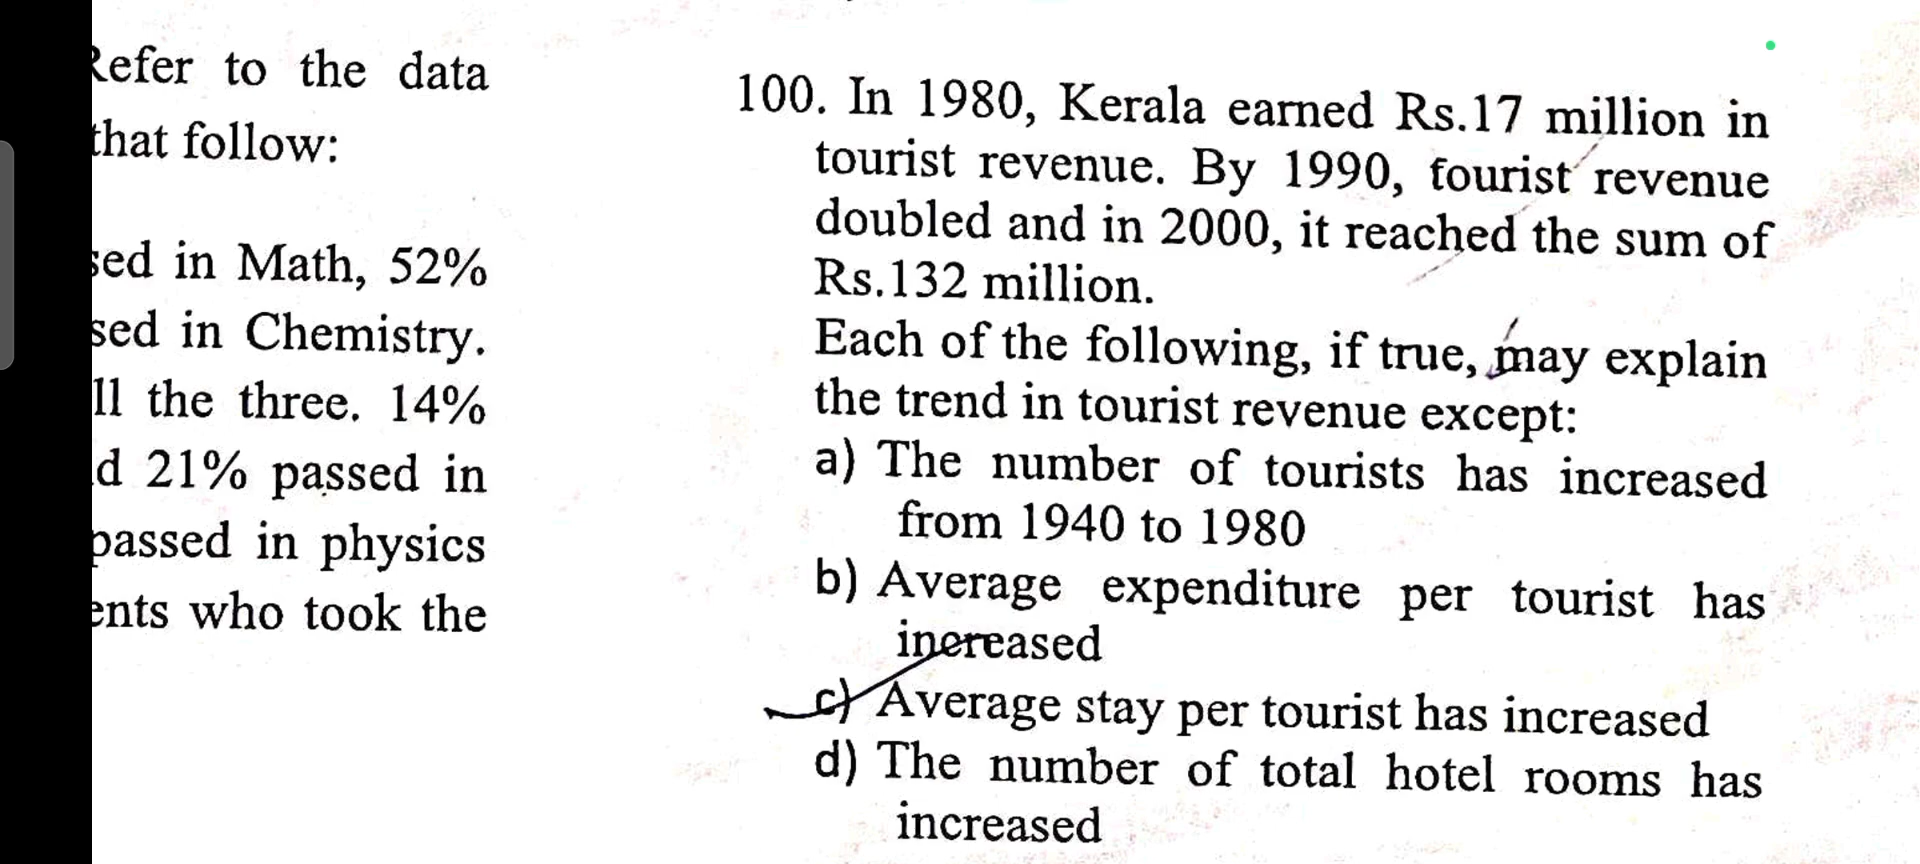 Refer to the data
that follow:
sed in Math, 52%
sed in Chemistry.
ll the three. 14%
d 21% passed in
passed in physics
ents who took the
100. In 1980, Kerala earned Rs.17 million in
tourist revenue. By 1990, tourist revenue
doubled and in 2000, it reached the sum of
Rs.132 million.
Each of the following, if true, may explain
the trend in tourist revenue except:
a) The number of tourists has increased
from 1940 to 1980
b) Average expenditure per tourist has
increased
c) Average stay per tourist has increased
d) The number of total hotel rooms has
increased